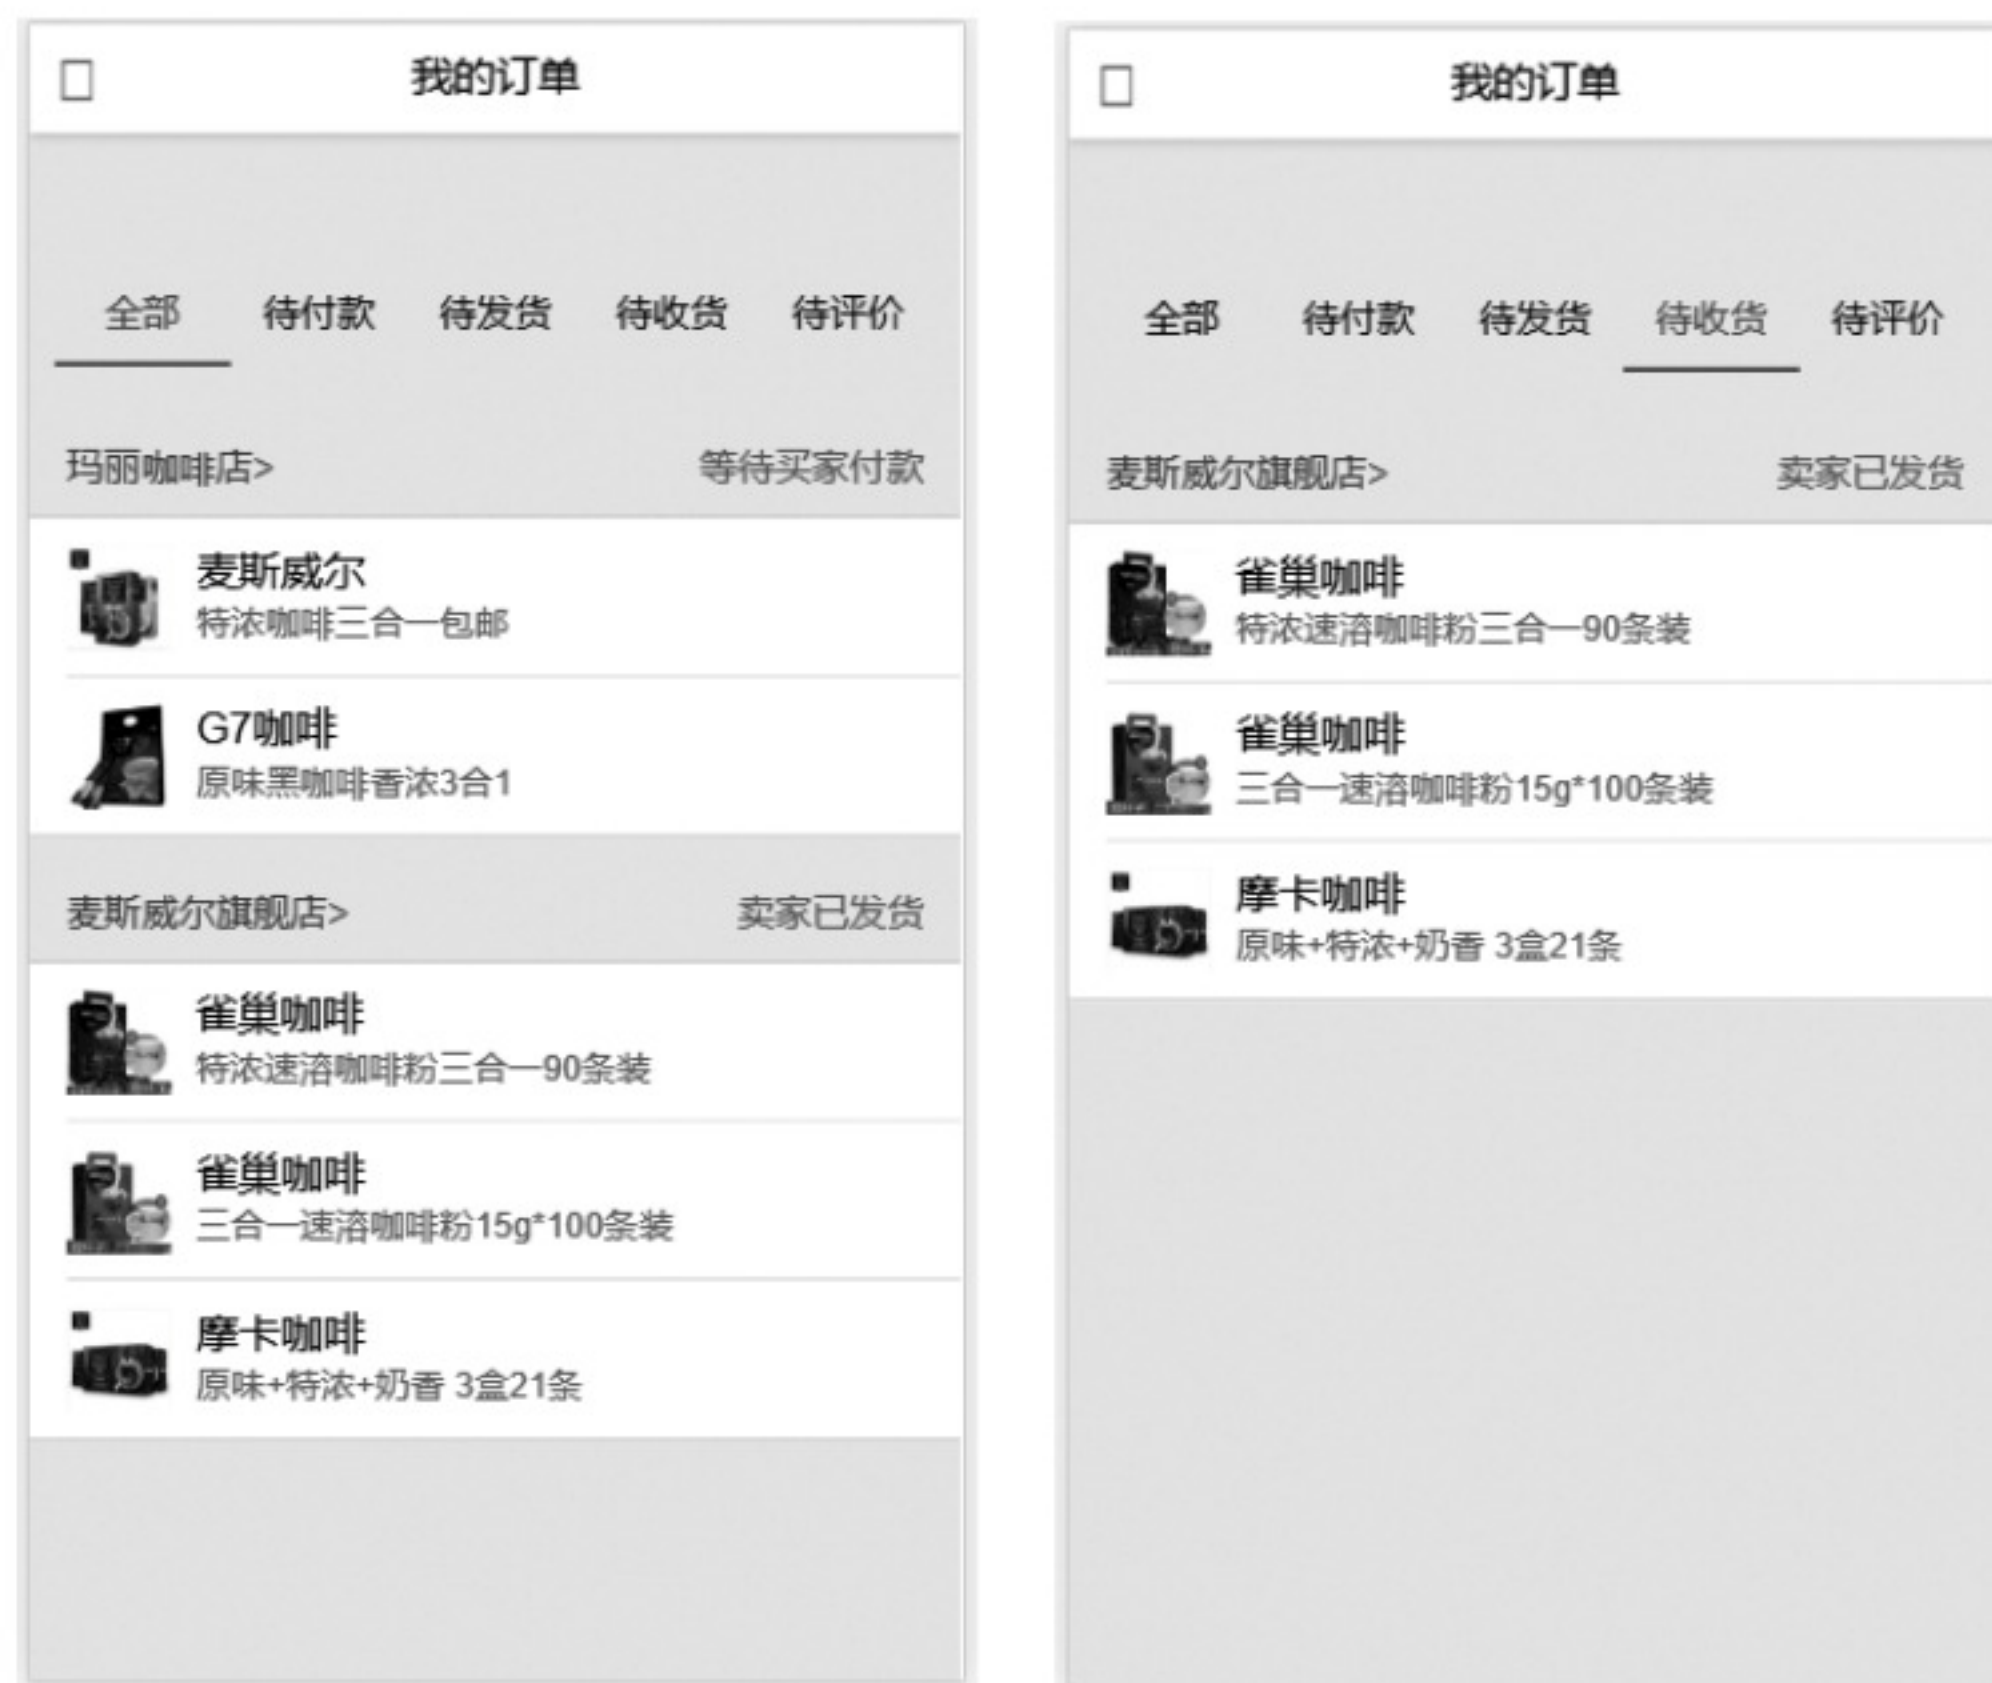 我的订单
全部 待付款 待发货 待收货 待评价
玛丽咖啡店> 等待买家付款
麦斯威尔
特浓咖啡三合一包邮
G7咖啡
原味黑咖啡香浓3合1
麦斯威尔旗舰店> 卖家已发货
雀巢咖啡
特浓速溶咖啡粉三合一90条装
雀巢咖啡
三合一速溶咖啡粉15g*100条装
摩卡咖啡
原味+特浓+奶香 3盒21条
我的订单
全部 待付款 待发货 待收货 待评价
麦斯威尔旗舰店> 卖家已发货
雀巢咖啡
特浓速溶咖啡粉三合一90条装
雀巢咖啡
三合一速溶咖啡粉15g*100条装
摩卡咖啡
原味+特浓+奶香 3盒21条